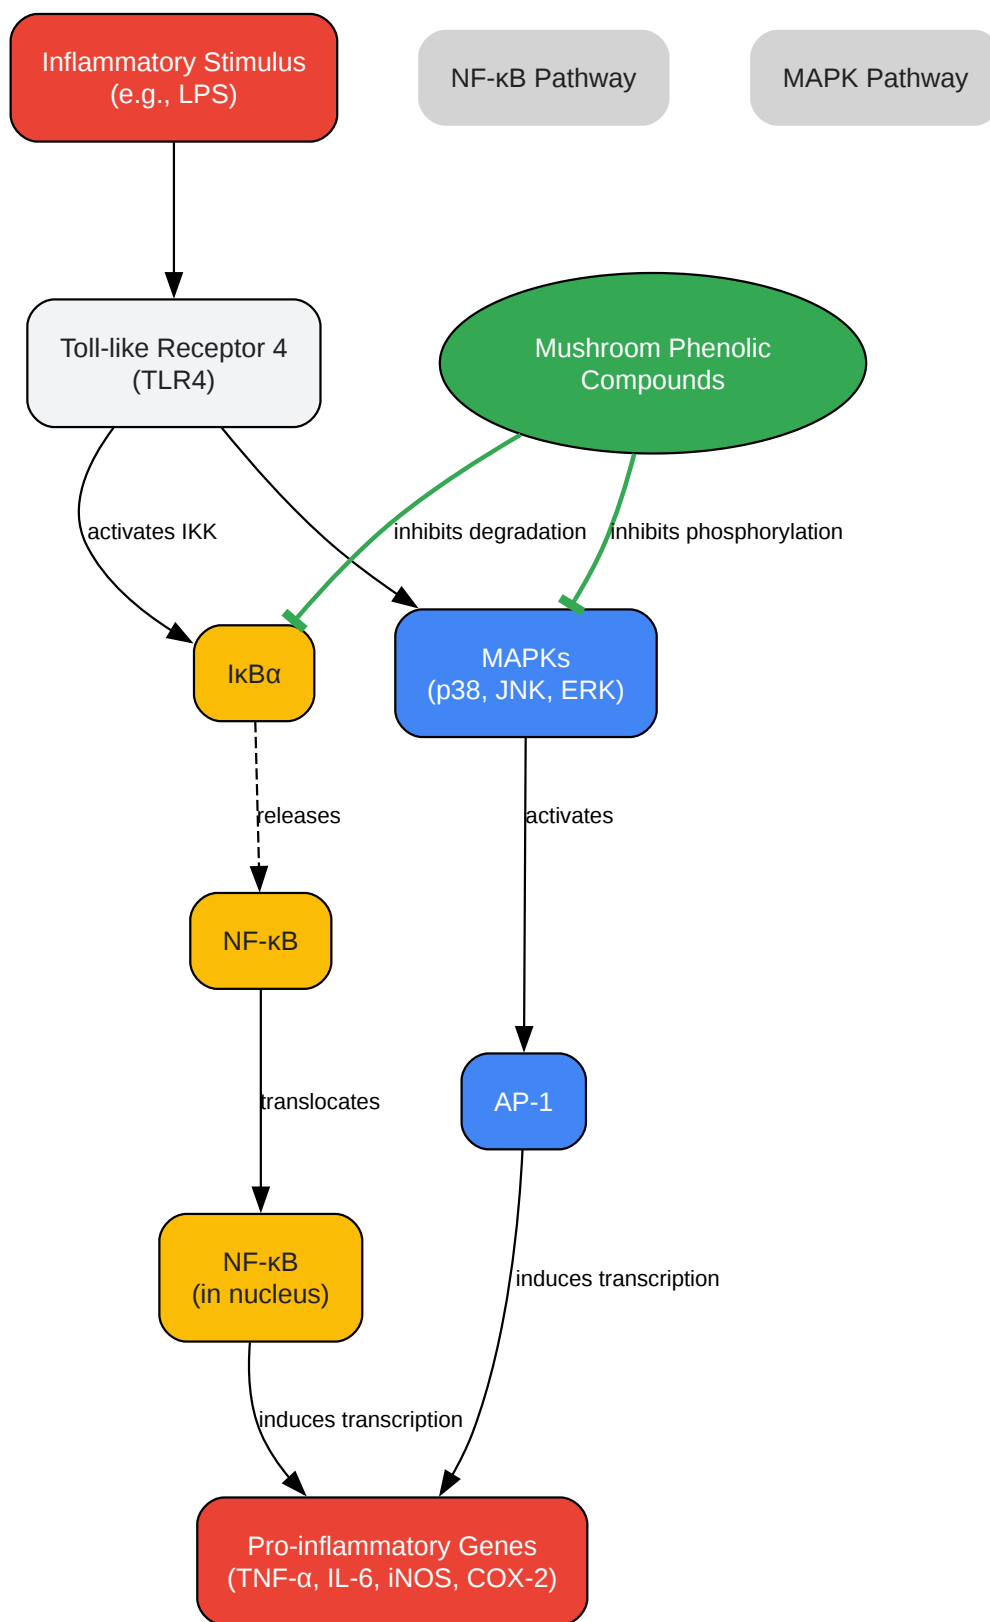 Inflammatory Stimulus
(e.g., LPS)
NF-κB Pathway
MAPK Pathway
Toll-like Receptor 4
(TLR4)
Mushroom Phenolic
Compounds
activates IKK
inhibits degradation
inhibits phosphorylation
IκBα
MAPKs
(p38, JNK, ERK)
releases
activates
NF-κB
translocates
AP-1
NF-κB
(in nucleus)
induces transcription
induces transcription
Pro-inflammatory Genes
(TNF-α, IL-6, iNOS, COX-2)